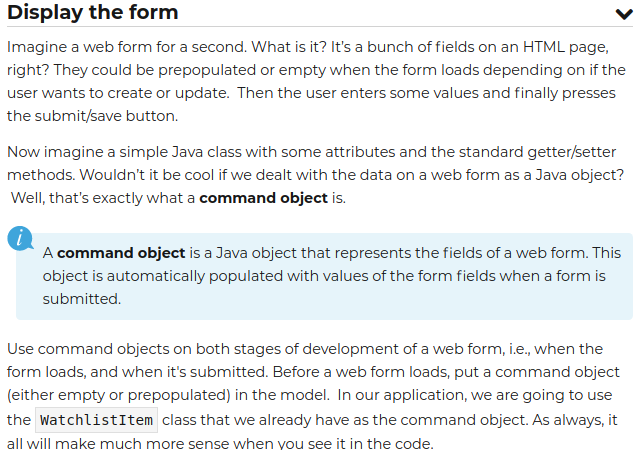 Display the form
Imagine a web form for a second. What is it? It's a bunch of fields on an HTML page,
right? They could be prepopulated or empty when the form loads depending on if the
user wants to create or update.  Then the user enters some values and finally presses
the submit/save button.
Now imagine a simple Java class with some attributes and the standard getter/setter
methods. Wouldn't it be cool if we dealt with the data on a web form as a Java object?
Well, that's exactly what a command object is.
i
A command object is a Java object that represents the fields of a web form. This
object is automatically populated with values of the form fields when a form is
submitted.
Use command objects on both stages of development of a web form, i.e., when the
form loads, and when it's submitted. Before a web form loads, put a command object
(either empty or prepopulated) in the model.  In our application, we are going to use
the WatchlistItem class that we already have as the command object. As always, it
all will make much more sense when you see it in the code.